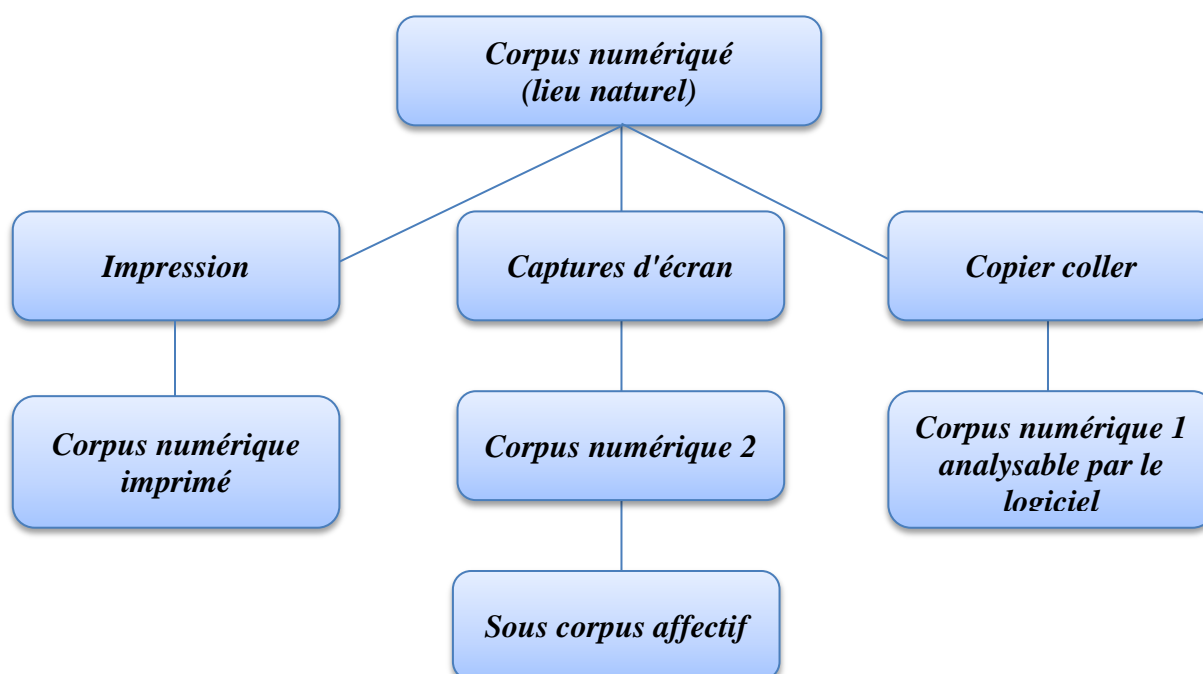 Corpus numériqué
(lieu naturel)
Impression
Captures d'écran
Copier coller
Corpus numérique
imprimé
Corpus numérique 2
Corpus numérique 1
analysable par le
logiciel
Sous corpus affectif